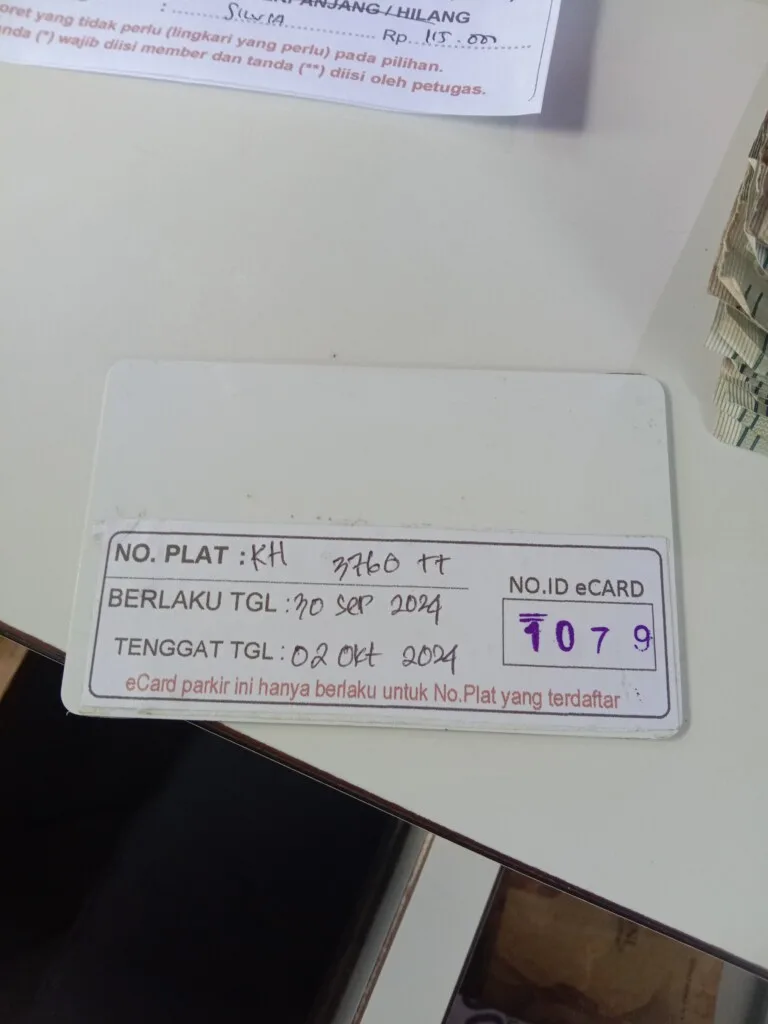 PANJANG / HILANG
: SILVIA
Rp. 115.000
oret yang tidak perlu (lingkari yang perlu) pada pilihan.
nda (*) wajib diisi member dan tanda (**) diisi oleh petugas.
NO. PLAT : KH 3760 TT
BERLAKU TGL : 30 SEP 2024
TENGGAT TGL : 02 OKT 2024
NO.ID eCARD
1079
eCard parkir ini hanya berlaku untuk No.Plat yang terdaftar